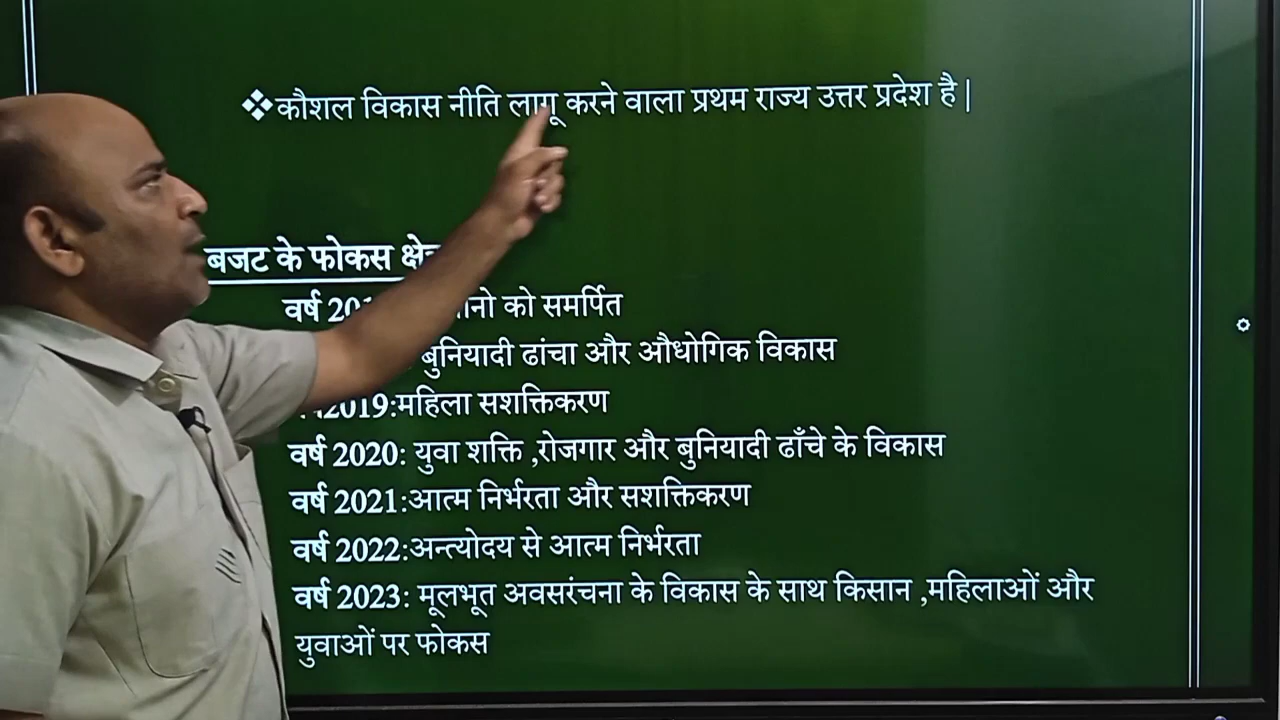 ❖कौशल विकास नीति लागू करने वाला प्रथम राज्य उत्तर प्रदेश है |
बजट के फोकस
वर्ष को समर्पित
बुनियादी ढांचा और औधोगिक विकास
2019:महिला सशक्तिकरण
वर्ष 2020: युवा शक्ति ,रोजगार और बुनियादी ढाँचे के विकास
वर्ष 2021:आत्म निर्भरता और सशक्तिकरण
वर्ष 2022:अन्त्योदय से आत्म निर्भरता
वर्ष 2023: मूलभूत अवसरंचना के विकास के साथ किसान ,महिलाओं और
युवाओं पर फोकस